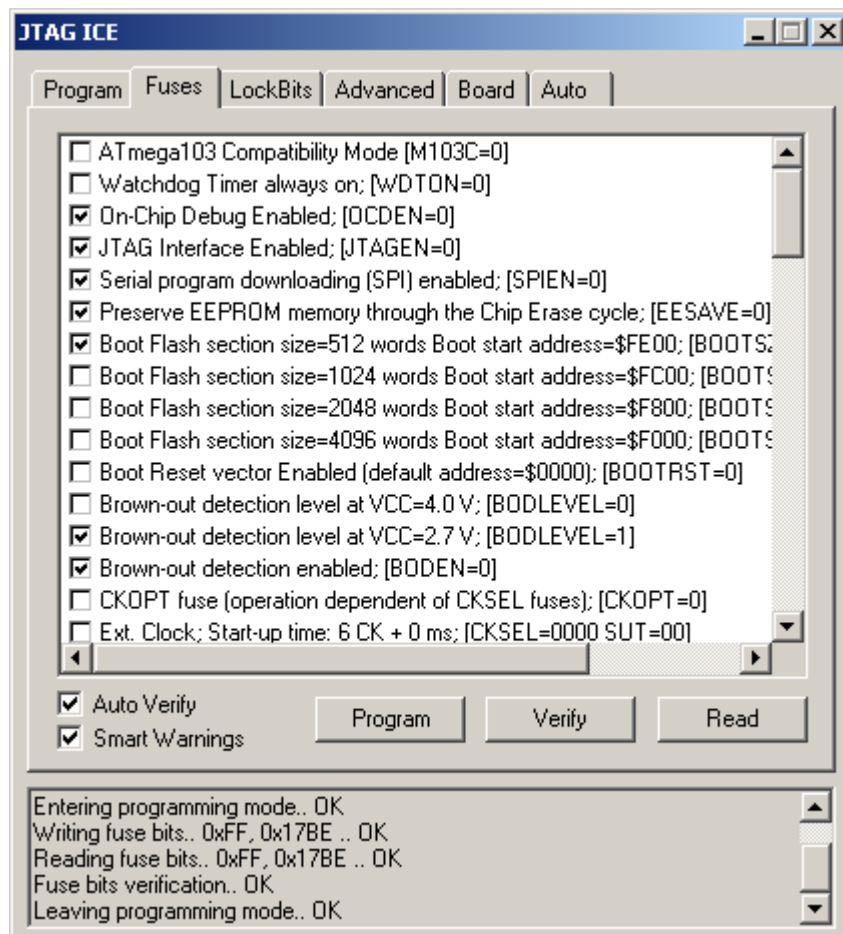 JTAG ICE
Program Fuses LockBits Advanced Board Auto
ATmega103 Compatibility Mode [M103C=0]
Watchdog Timer always on; [WDTON=0]
On-Chip Debug Enabled; [OCDEN=0]
JTAG Interface Enabled; [JTAGEN=0]
Serial program downloading (SPI) enabled; [SPIEN=0]
Preserve EEPROM memory through the Chip Erase cycle; [EESAVE=0]
Boot Flash section size=512 words Boot start address=$FE00; [BOOTSZ
Boot Flash section size=1024 words Boot start address=$FC00; [BOOTS
Boot Flash section size=2048 words Boot start address=$F800; [BOOTS
Boot Flash section size=4096 words Boot start address=$F000; [BOOTS
Boot Reset vector Enabled (default address=$0000); [BOOTRST=0]
Brown-out detection level at VCC=4.0 V; [BODLEVEL=0]
Brown-out detection level at VCC=2.7 V; [BODLEVEL=1]
Brown-out detection enabled; [BODEN=0]
CKOPT fuse (operation dependent of CKSEL fuses); [CKOPT=0]
Ext. Clock; Start-up time: 6 CK + 0 ms; [CKSEL=0000 SUT=00]
Auto Verify
Smart Warnings
Program Verify Read
Entering programming mode.. OK
Writing fuse bits.. 0xFF, 0x17BE .. OK
Reading fuse bits.. 0xFF, 0x17BE .. OK
Fuse bits verification.. OK
Leaving programming mode.. OK